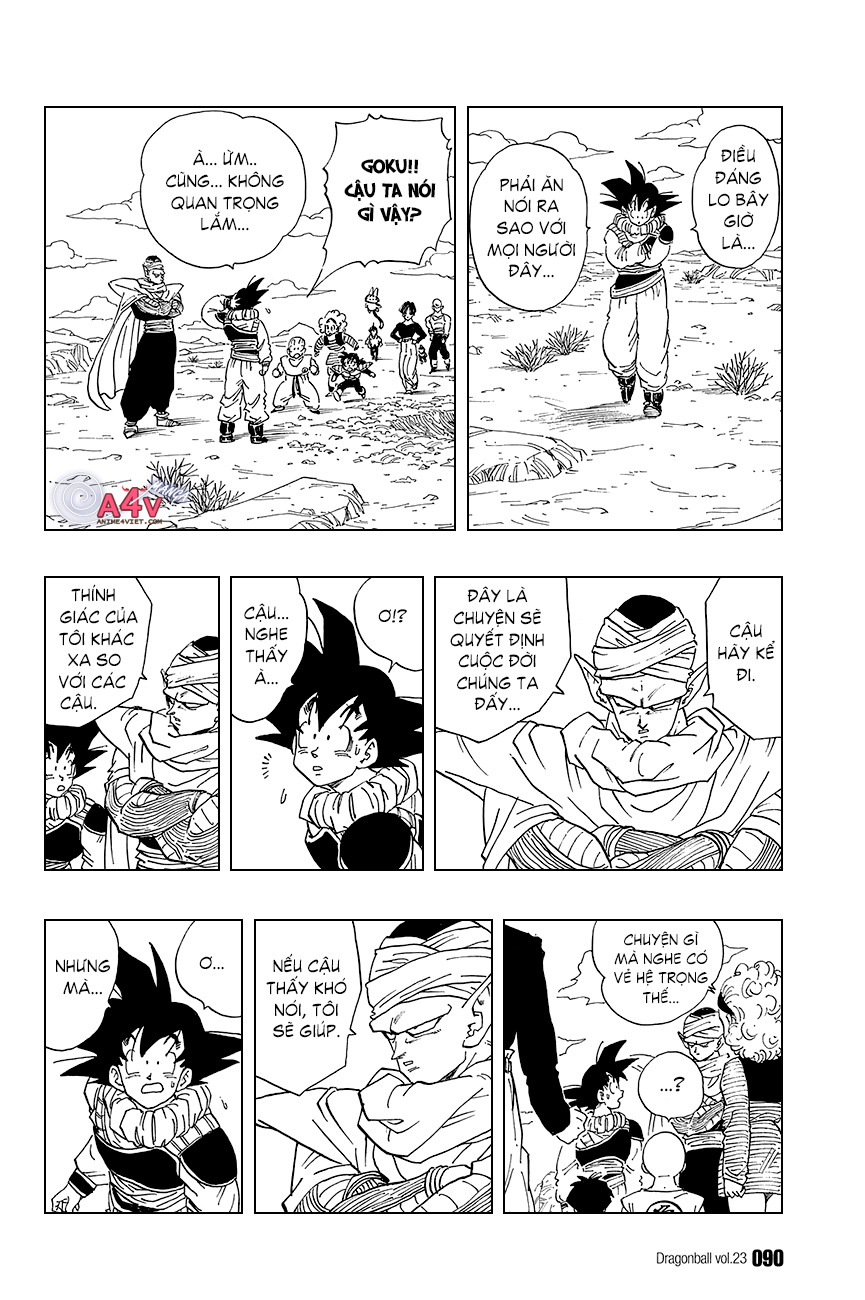 ĐIỀU
ĐÁNG
LO BÂY
GIỜ
LÀ...
PHẢI ĂN
NÓI RA
SAO VỚI
MỌI NGƯỜI
ĐÂY...
GOKU!!
CẬU TA NÓI
GÌ VẬY?
À... ỪM..
CŨNG... KHÔNG
QUAN TRỌNG
LẮM...
A4V
ANIME4VIET.COM
CẬU
HÃY KỂ
ĐI.
ĐÂY LÀ
CHUYỆN SẼ
QUYẾT ĐỊNH
CUỘC ĐỜI
CHÚNG TA
ĐẤY...
Ơ!?
CẬU...
NGHE
THẤY
À...
THÍNH
GIÁC CỦA
TÔI KHÁC
XA SO
VỚI CÁC
CẬU.
CHUYỆN GÌ
MÀ NGHE CÓ
VẺ HỆ TRỌNG
THẾ...
...?
NẾU CẬU
THẤY KHÓ
NÓI, TÔI
SẼ GIÚP.
Ơ...
NHƯNG
MÀ...
Dragonball vol.23 090